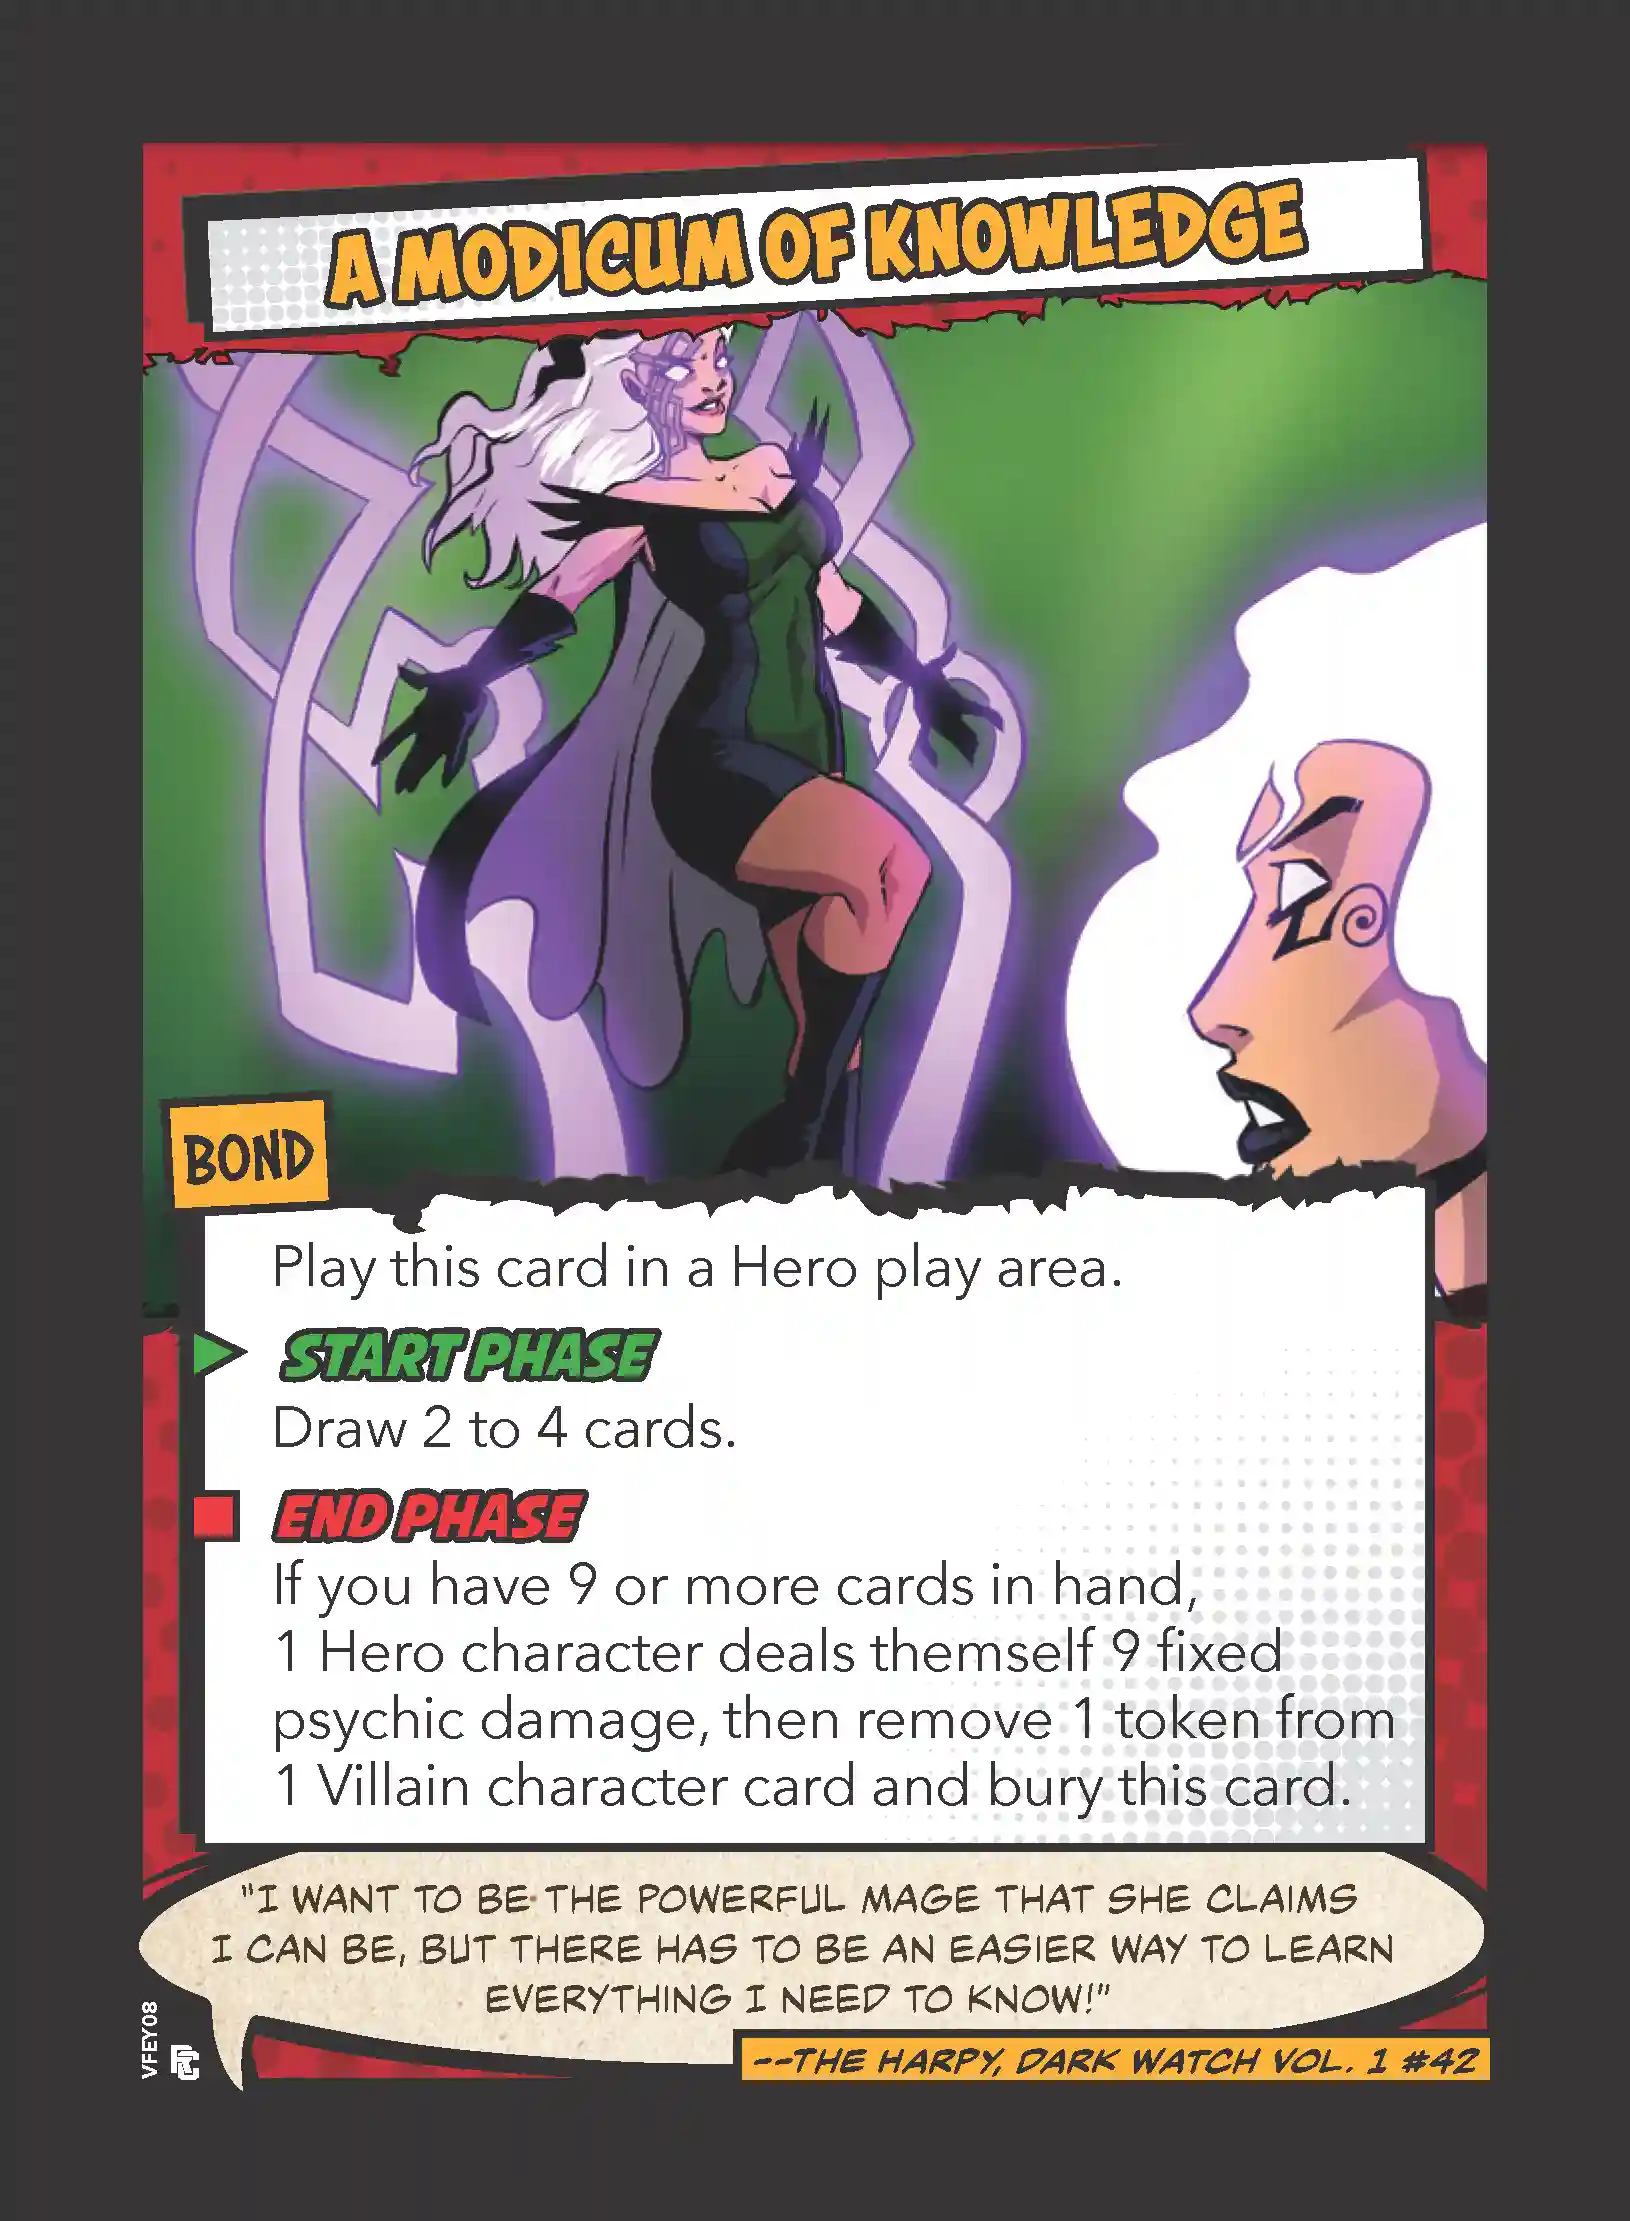 A MODICUM OF KNOWLEDGE
BOND
Play this card in a Hero play area.
START PHASE
Draw 2 to 4 cards.
END PHASE
If you have 9 or more cards in hand,
1 Hero character deals themself 9 fixed
psychic damage, then remove 1 token from
1 Villain character card and bury this card.
"I WANT TO BE THE POWERFUL MAGE THAT SHE CLAIMS
I CAN BE, BUT THERE HAS TO BE AN EASIER WAY TO LEARN
EVERYTHING I NEED TO KNOW!"
--THE HARPY, DARK WATCH VOL. 1 #42
VFEY08